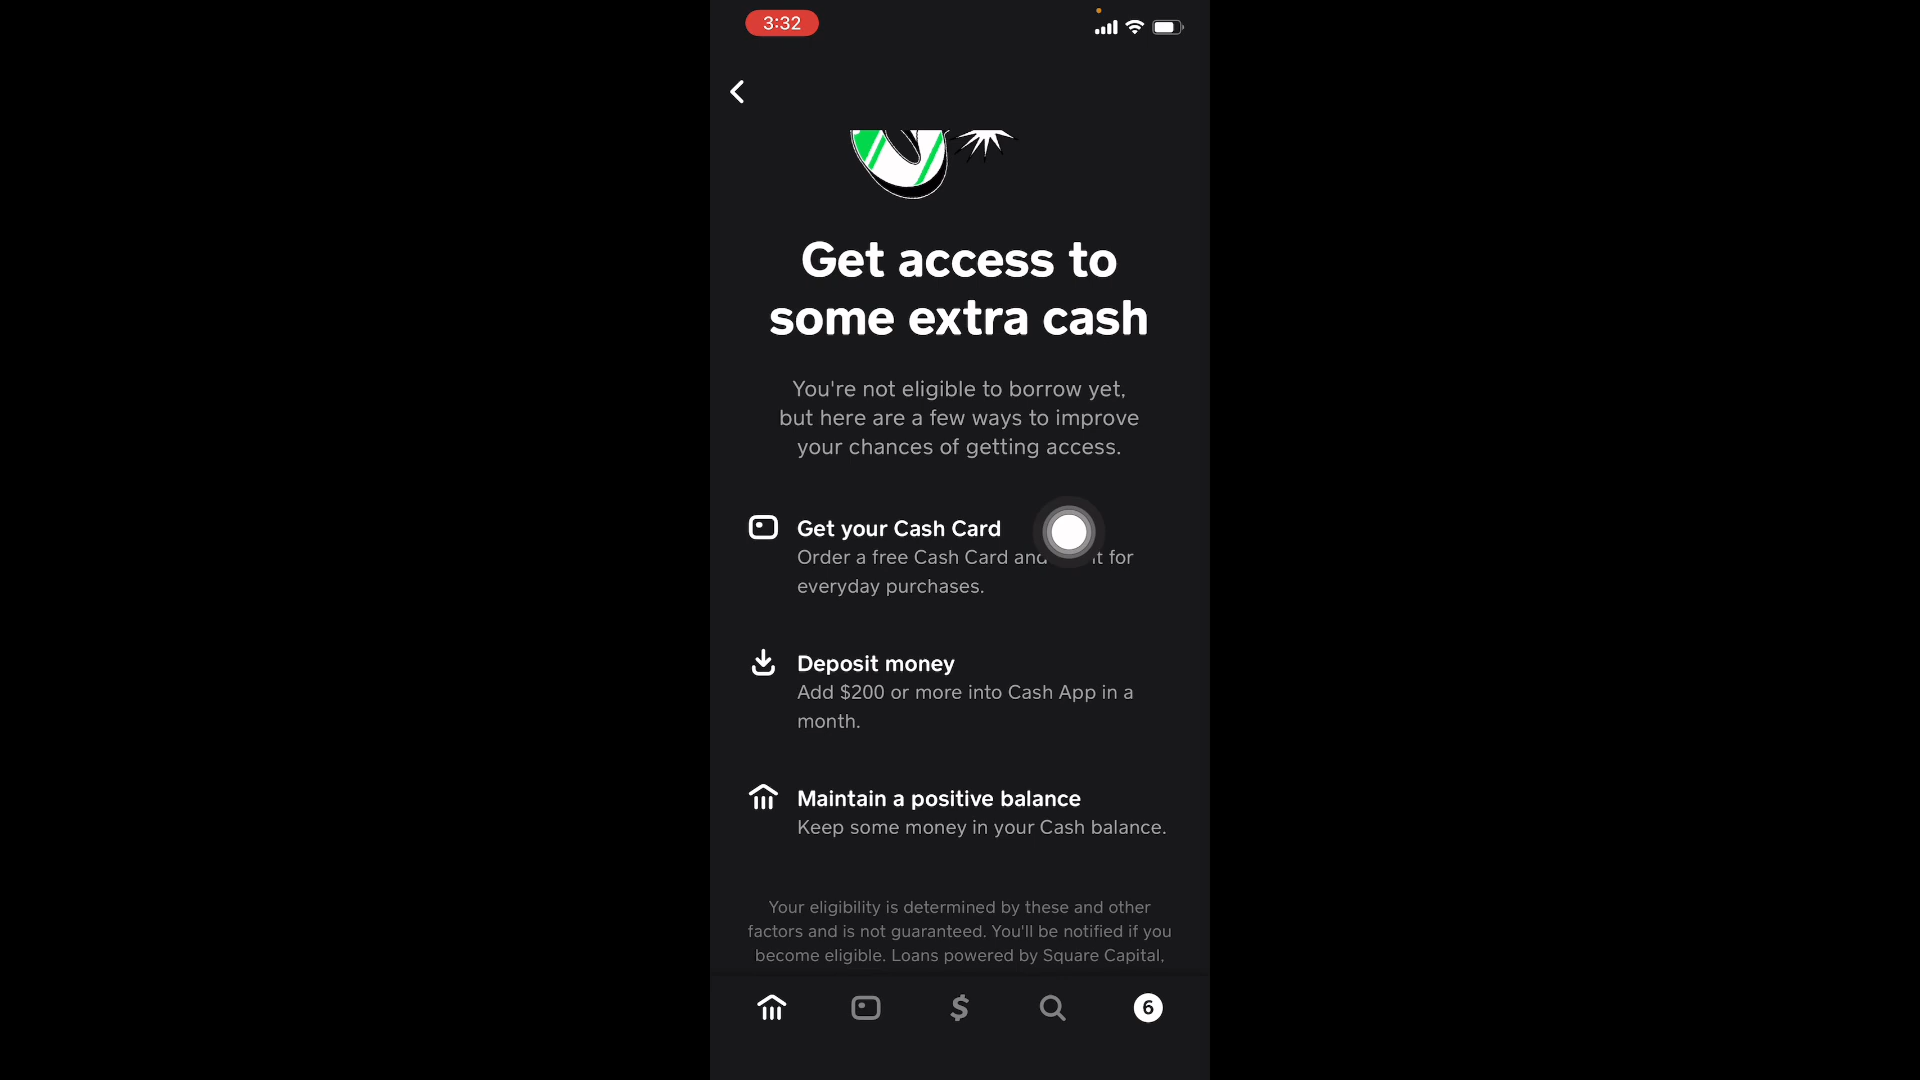 3:32
Get access to
some extra cash
You're not eligible to borrow yet,
but here are a few ways to improve
your chances of getting access.
Get your Cash Card
Order a free Cash Card and it for
everyday purchases.
Deposit money
Add $200 or more into Cash App in a
month.
Maintain a positive balance
Keep some money in your Cash balance.
Your eligibility is determined by these and other
factors and is not guaranteed. You'll be notified if you
become eligible. Loans powered by Square Capital,
$
6